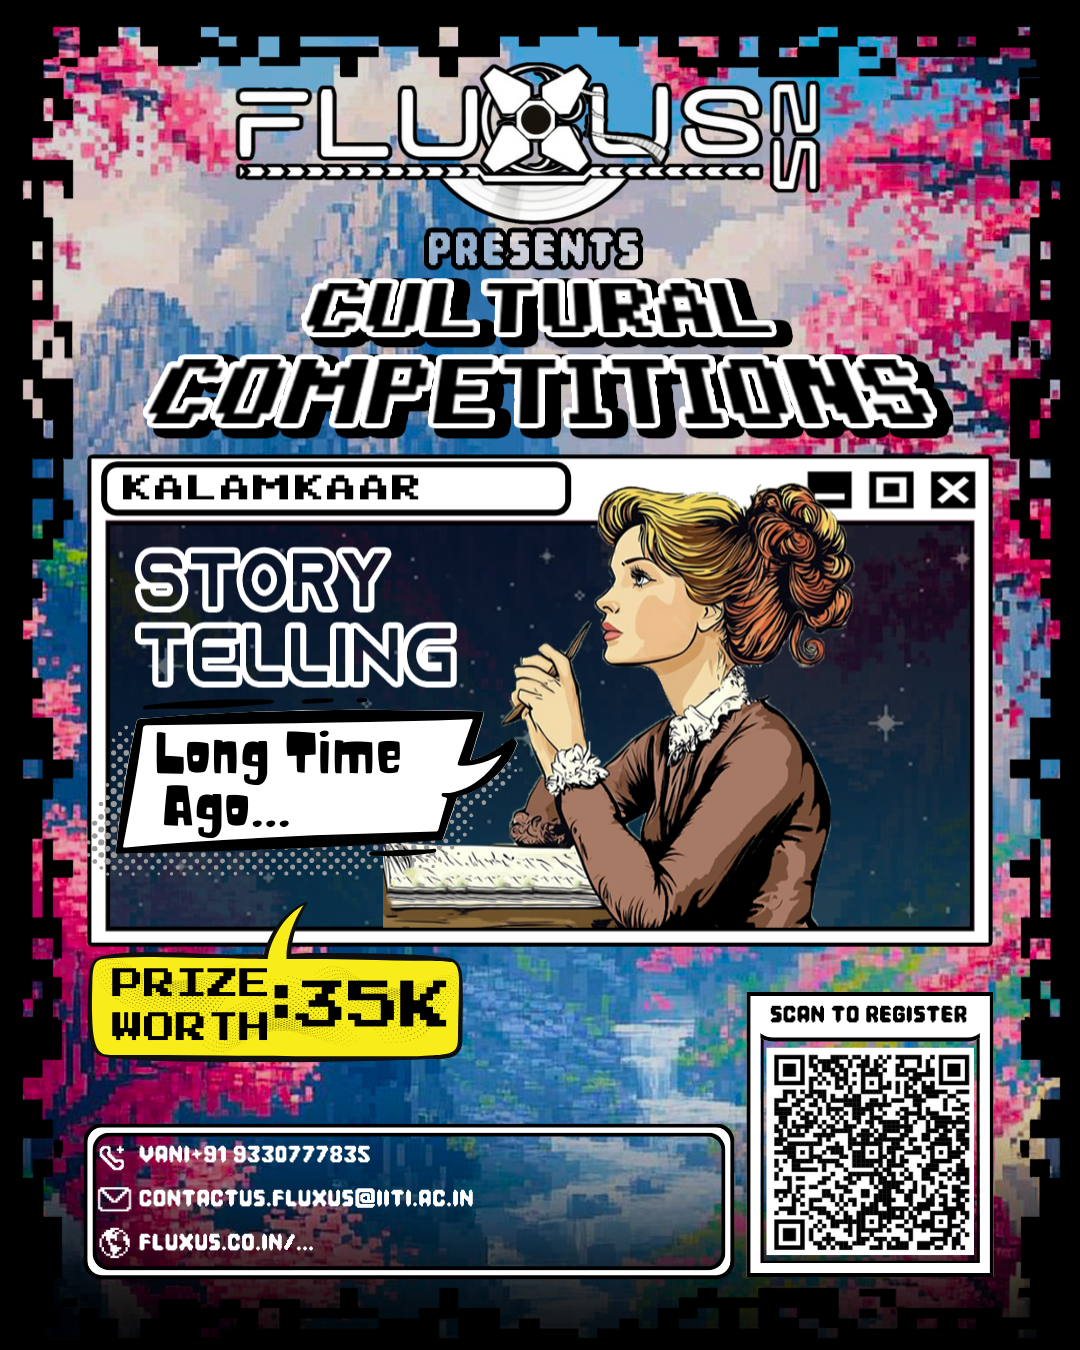 FLUXUS 25
PRESENTS
CULTURAL
COMPETITIONS
KALAMKAAR
STORY
TELLING
Long Time
Ago...
PRIZE
WORTH :35K
SCAN TO REGISTER
VANI+91 9330777835
CONTACTUS.FLUXUS@IITI.AC.IN
FLUXUS.CO.IN/...